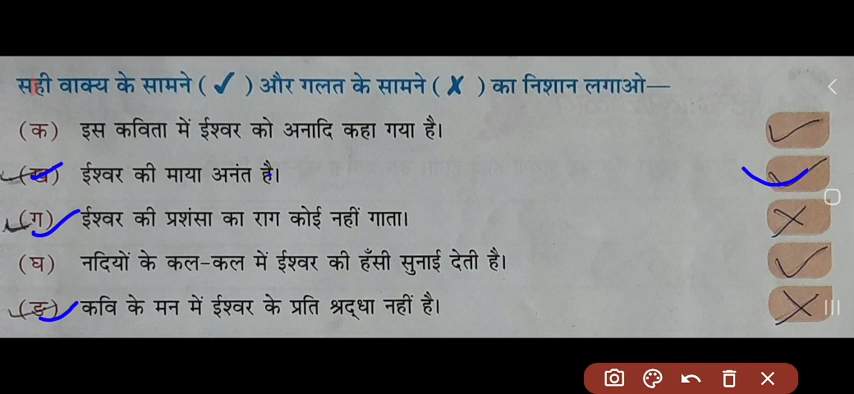 सही वाक्य के सामने ( ✓ ) और गलत के सामने ( ✗ ) का निशान लगाओ—
(क) इस कविता में ईश्वर को अनादि कहा गया है। ✓
(ख) ईश्वर की माया अनंत है। ✓
(ग) ईश्वर की प्रशंसा का राग कोई नहीं गाता। ✗
(घ) नदियों के कल-कल में ईश्वर की हँसी सुनाई देती है। ✓
(ङ) कवि के मन में ईश्वर के प्रति श्रद्धा नहीं है। ✗